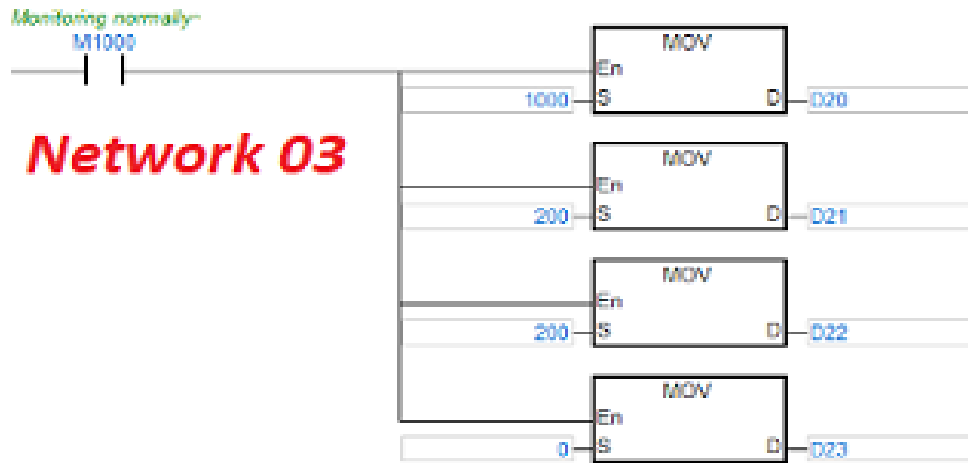 Monitoring normally~
M1000
MOV
En
1000 S D D20
Network 03
MOV
En
200 S D D21
MOV
En
200 S D D22
MOV
En
0 S D D23